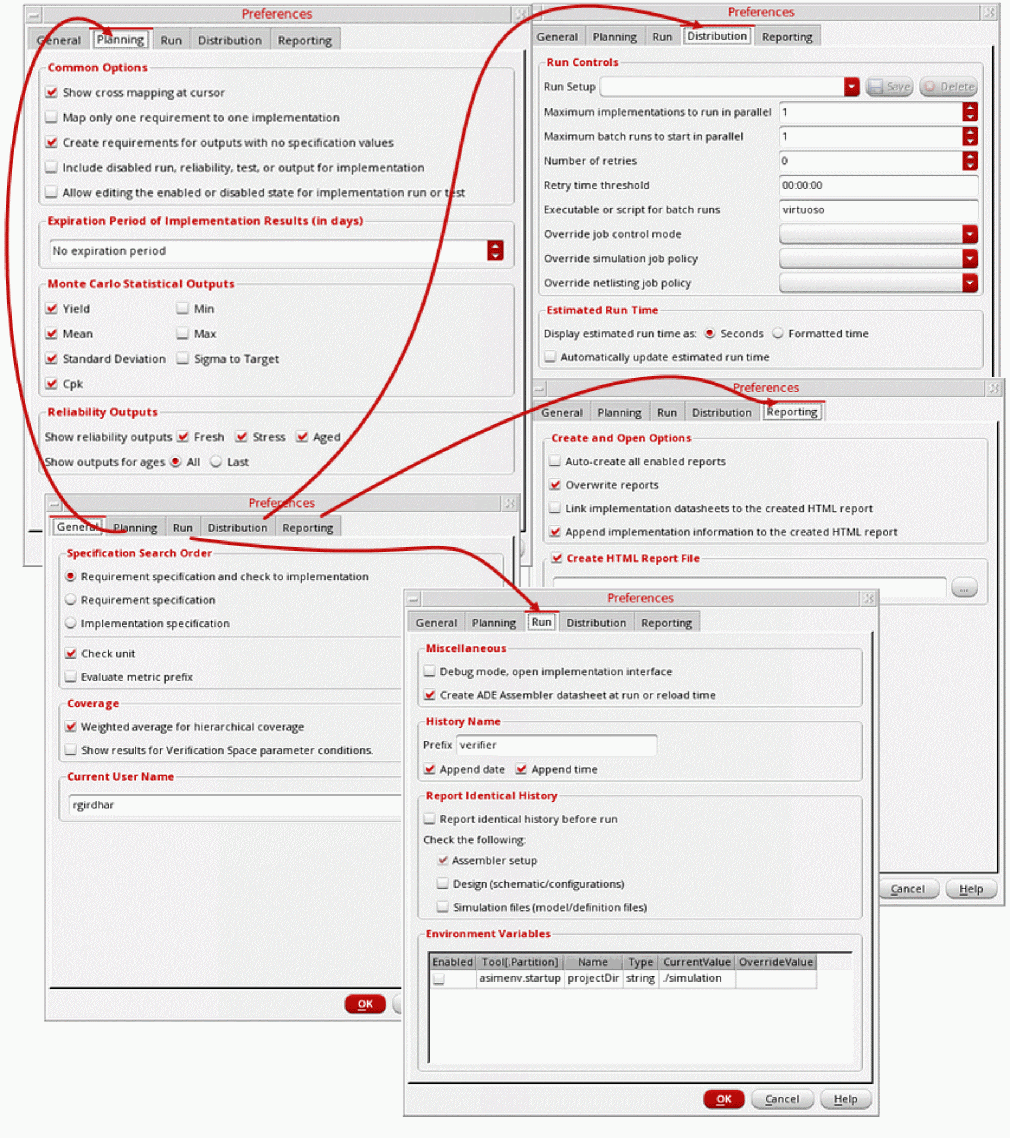 Preferences
General Planning Run Distribution Reporting
Common Options
Show cross mapping at cursor
Map only one requirement to one implementation
Create requirements for outputs with no specification values
Include disabled run, reliability, test, or output for implementation
Allow editing the enabled or disabled state for implementation run or test
Expiration Period of Implementation Results (in days)
No expiration period
Monte Carlo Statistical Outputs
Yield Min
Mean Max
Standard Deviation Sigma to Target
Cpk
Reliability Outputs
Show reliability outputs Fresh Stress Aged
Show outputs for ages All Last
Preferences
General Planning Run Distribution Reporting
Run Controls
Run Setup Save Delete
Maximum implementations to run in parallel 1
Maximum batch runs to start in parallel 1
Number of retries 0
Retry time threshold 00:00:00
Executable or script for batch runs virtuoso
Override job control mode
Override simulation job policy
Override netlisting job policy
Estimated Run Time
Display estimated run time as: Seconds Formatted time
Automatically update estimated run time
Preferences
General Planning Run Distribution Reporting
Create and Open Options
Auto-create all enabled reports
Overwrite reports
Link implementation datasheets to the created HTML report
Append implementation information to the created HTML report
Create HTML Report File
...
Cancel Help
Preferences
General Planning Run Distribution Reporting
Specification Search Order
Requirement specification and check to implementation
Requirement specification
Implementation specification
Check unit
Evaluate metric prefix
Coverage
Weighted average for hierarchical coverage
Show results for Verification Space parameter conditions.
Current User Name
rgirdhar
OK
Preferences
General Planning Run Distribution Reporting
Miscellaneous
Debug mode, open implementation interface
Create ADE Assembler datasheet at run or reload time
History Name
Prefix verifier
Append date Append time
Report Identical History
Report identical history before run
Check the following:
Assembler setup
Design (schematic/configurations)
Simulation files (model/definition files)
Environment Variables
Enabled Tool[.Partition] Name Type CurrentValue OverrideValue
asimenv.startup projectDir string ./simulation
OK Cancel Help